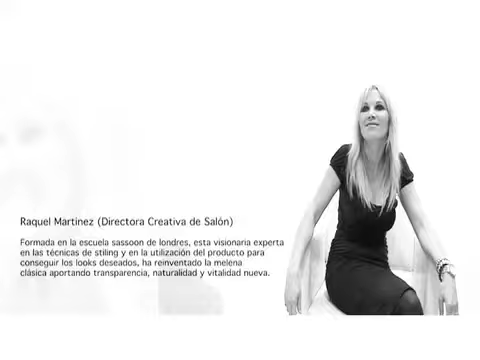 Raquel Martinez (Directora Creativa de Salón)
Formada en la escuela sassoon de londres, esta visionaria experta
en las técnicas de stiling y en la utilización del producto para
conseguir los looks deseados, ha reinventado la melena
clásica aportando transparencia, naturalidad y vitalidad nueva.